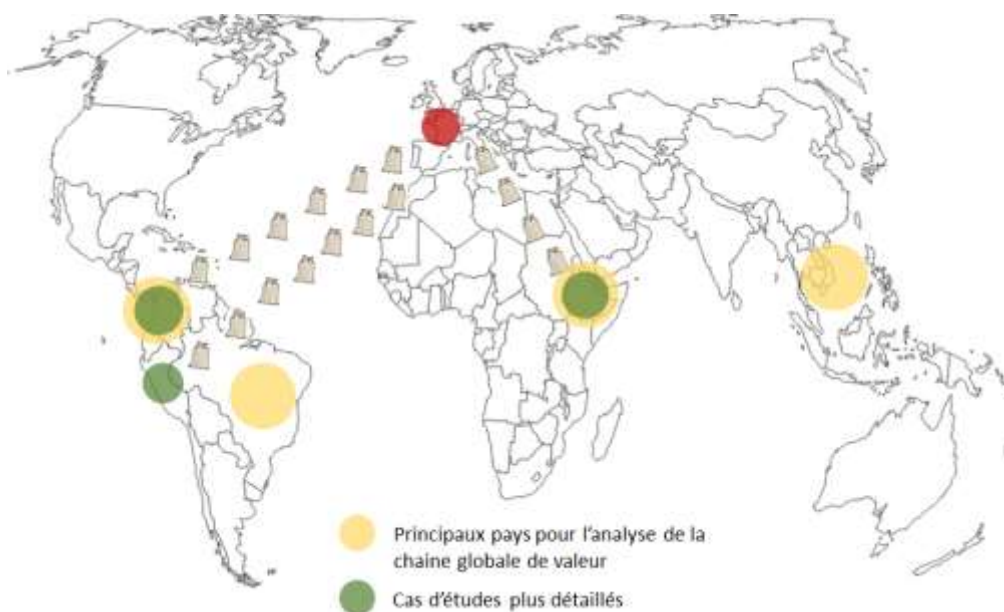 Principaux pays pour l'analyse de la
chaine globale de valeur
Cas d'études plus détaillés